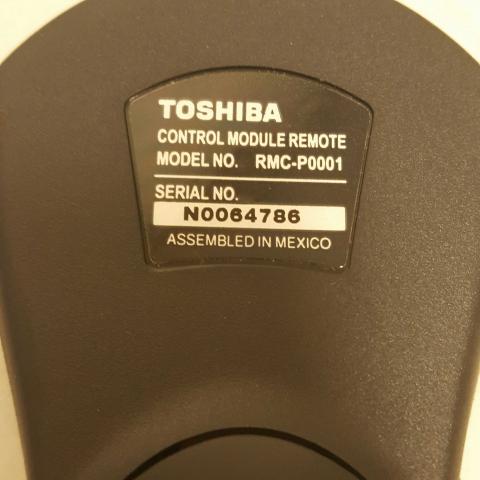 TOSHIBA
CONTROL MODULE REMOTE
MODEL NO. RMC-P0001
SERIAL NO.
N0064786
ASSEMBLED IN MEXICO